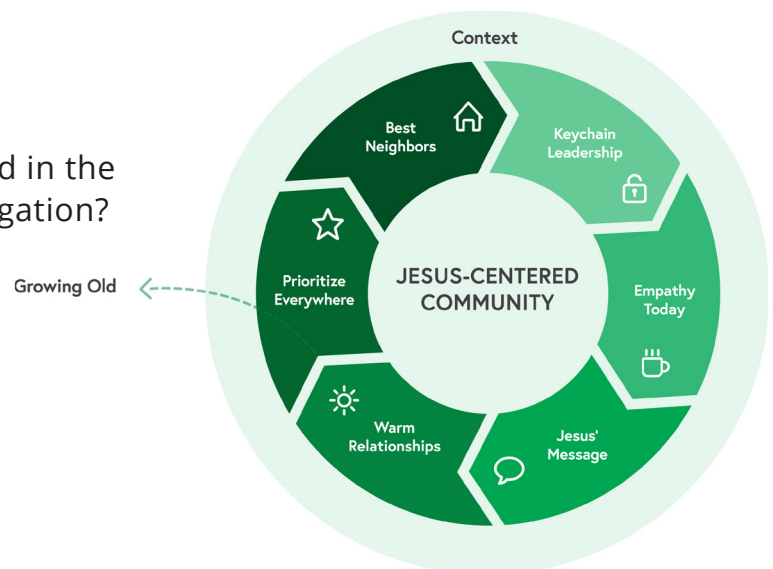 Context
Best
Neighbors
Keychain
Leadership
d in the
gation?
Growing Old
Prioritize
Everywhere
JESUS-CENTERED
COMMUNITY
Empathy
Today
Warm
Relationships
Jesus'
Message